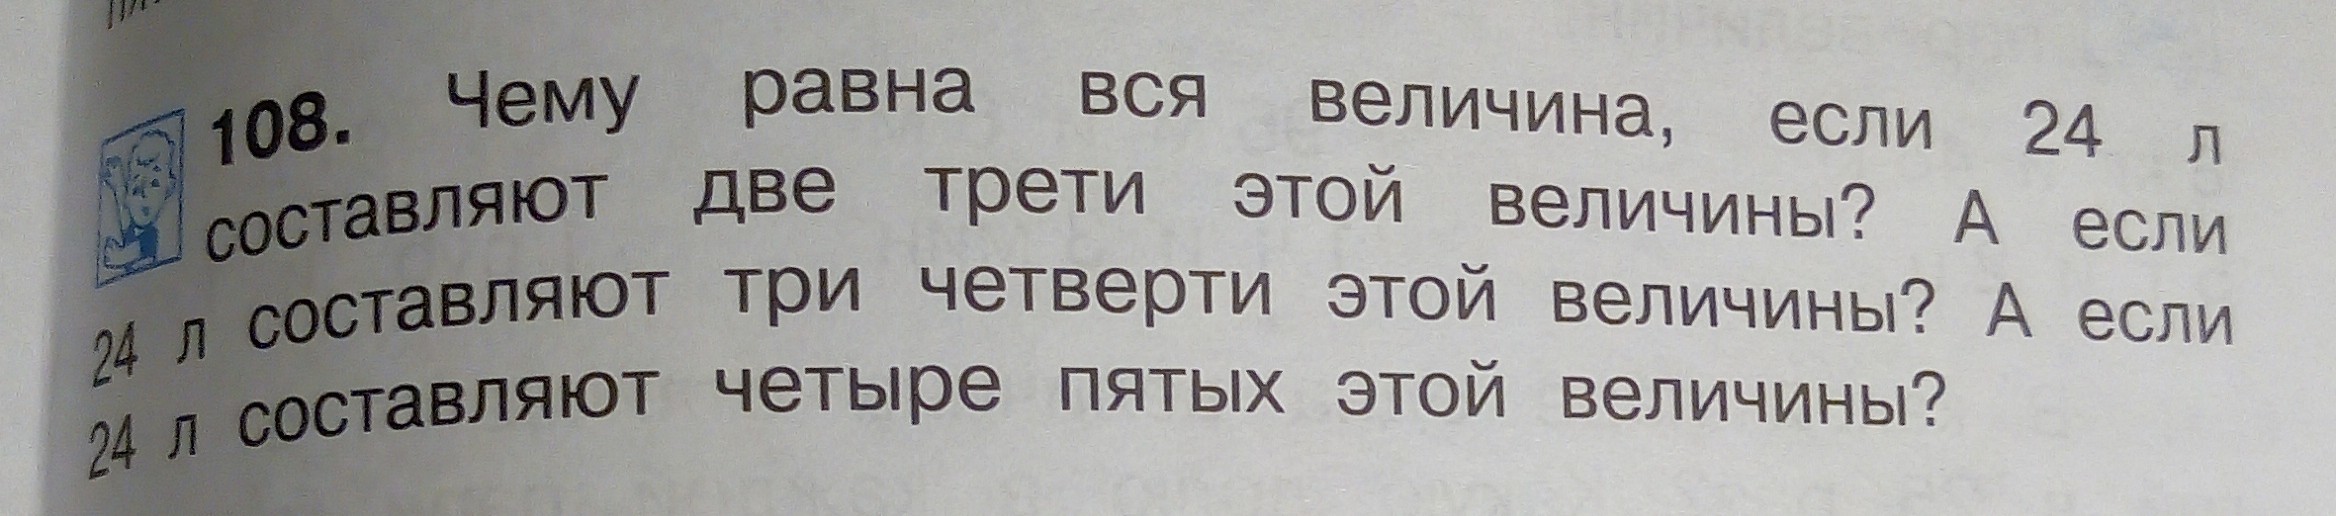 108. Чему равна вся величина, если 24 л
составляют две трети этой величины? А если
24 л составляют три четверти этой величины? А если
24 л составляют четыре пятых этой величины?